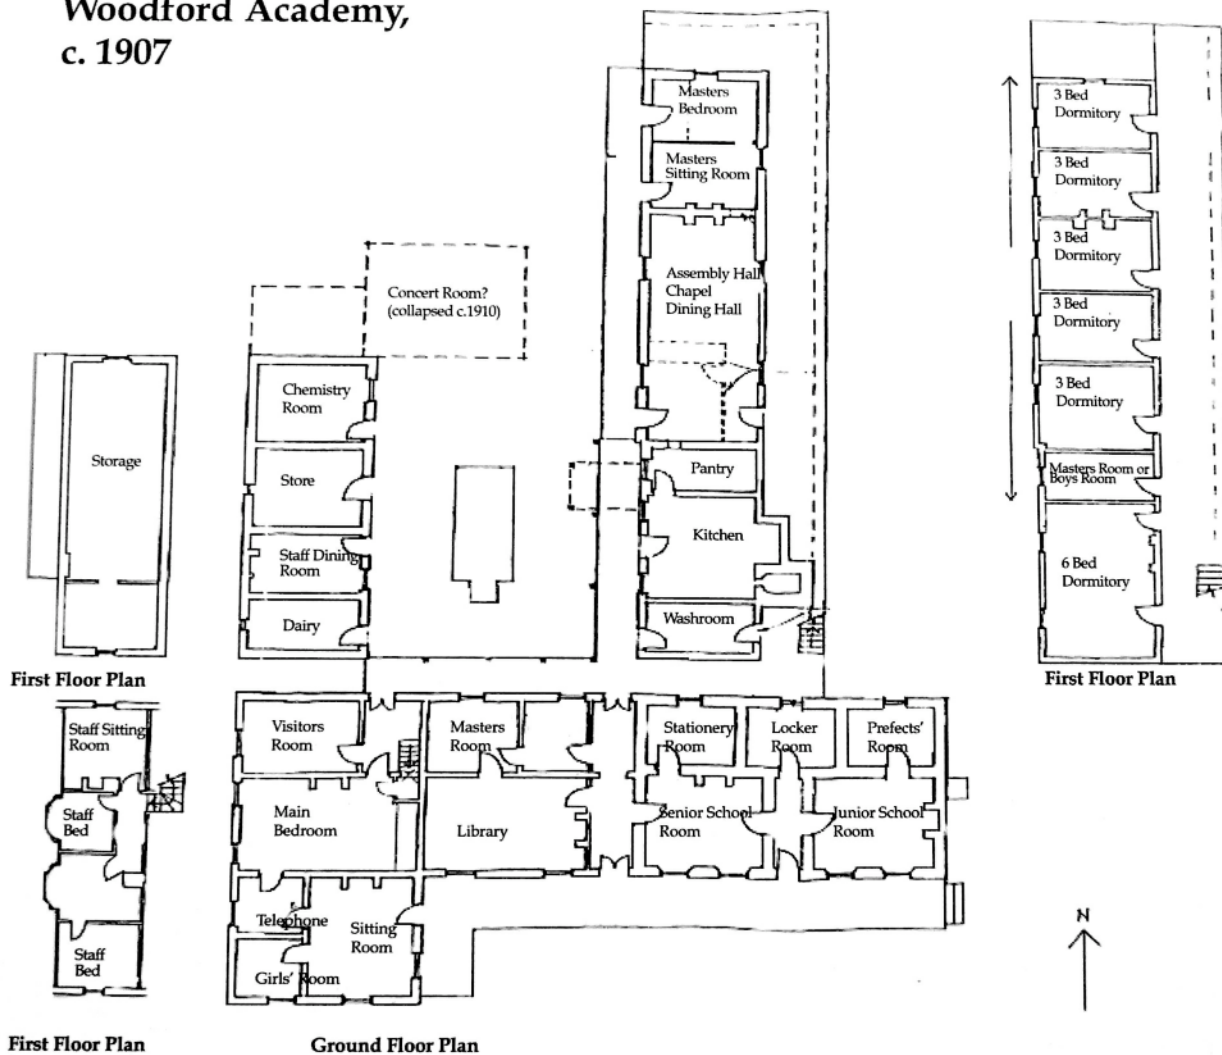 Woodford Academy,
c. 1907
Masters
Bedroom
Masters
Sitting Room
Assembly Hall
Chapel
Dining Hall
Pantry
Kitchen
Washroom
Concert Room?
(collapsed c.1910)
Chemistry
Room
Store
Staff Dining
Room
Dairy
Storage
First Floor Plan
3 Bed
Dormitory
3 Bed
Dormitory
3 Bed
Dormitory
3 Bed
Dormitory
3 Bed
Dormitory
Masters Room or
Boys Room
6 Bed
Dormitory
First Floor Plan
Staff Sitting
Room
Staff
Bed
Staff
Bed
First Floor Plan
Visitors
Room
Masters
Room
Stationery
Room
Locker
Room
Prefects'
Room
Main
Bedroom
Library
Senior School
Room
Junior School
Room
Telephone
Sitting
Room
Girls' Room
Ground Floor Plan
N